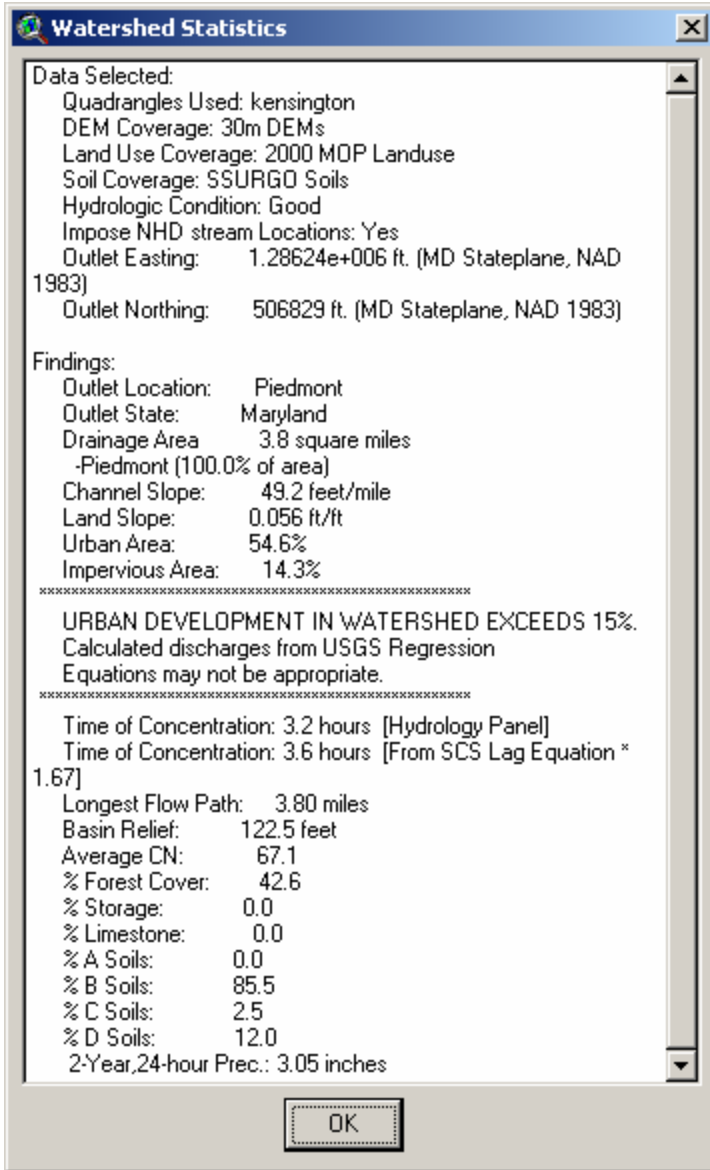 Watershed Statistics
Data Selected:
Quadrangles Used: kensington
DEM Coverage: 30m DEMs
Land Use Coverage: 2000 MOP Landuse
Soil Coverage: SSURGO Soils
Hydrologic Condition: Good
Impose NHD stream Locations: Yes
Outlet Easting: 1.28624e+006 ft. (MD Stateplane, NAD
1983)
Outlet Northing: 506829 ft. (MD Stateplane, NAD 1983)
Findings:
Outlet Location: Piedmont
Outlet State: Maryland
Drainage Area 3.8 square miles
-Piedmont (100.0% of area)
Channel Slope: 49.2 feet/mile
Land Slope: 0.056 ft/ft
Urban Area: 54.6%
Impervious Area: 14.3%
*******************************************************
URBAN DEVELOPMENT IN WATERSHED EXCEEDS 15%.
Calculated discharges from USGS Regression
Equations may not be appropriate.
*******************************************************
Time of Concentration: 3.2 hours [Hydrology Panel]
Time of Concentration: 3.6 hours [From SCS Lag Equation *
1.67]
Longest Flow Path: 3.80 miles
Basin Relief: 122.5 feet
Average CN: 67.1
% Forest Cover: 42.6
% Storage: 0.0
% Limestone: 0.0
% A Soils: 0.0
% B Soils: 85.5
% C Soils: 2.5
% D Soils: 12.0
2-Year,24-hour Prec.: 3.05 inches
OK